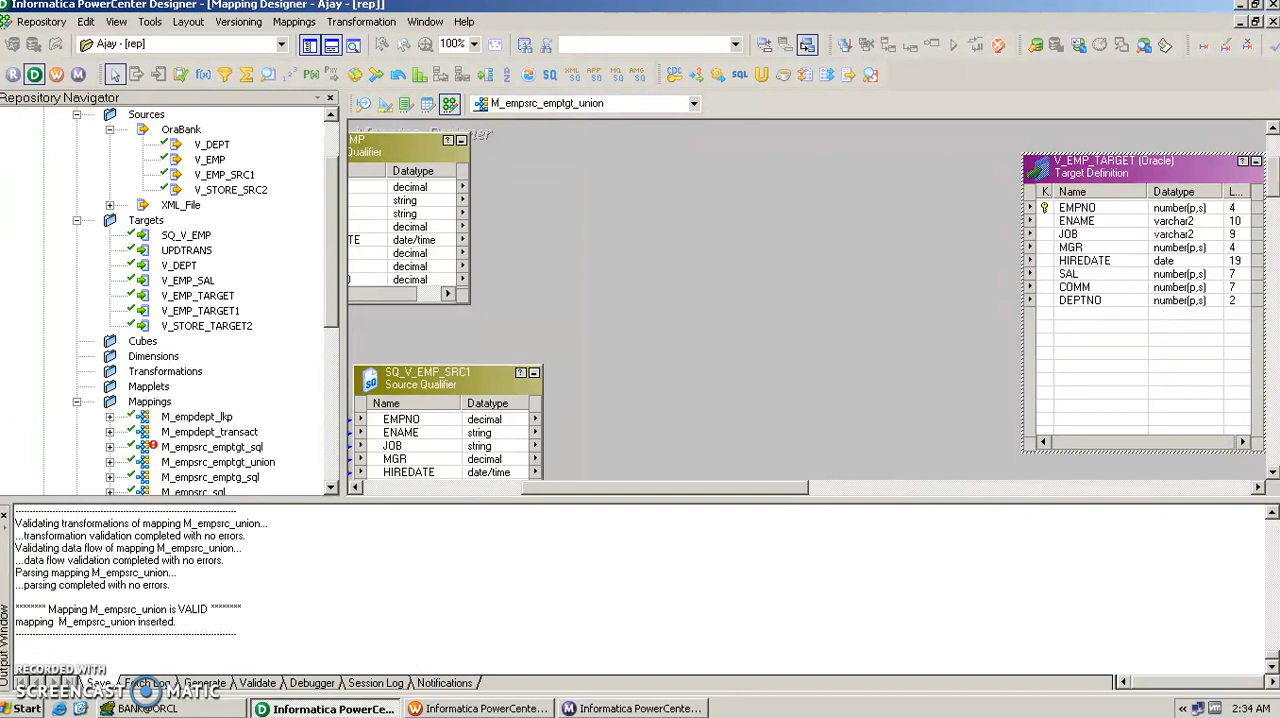 Informatica PowerCenter Designer - [Mapping Designer - Ajay - [rep]]
Repository Edit View Tools Layout Versioning Mappings Transformation Window Help
Ajay - [rep]
100%
Repository Navigator
M_empsrc_emptgt_union
Sources
OraBank
V_DEPT
V_EMP
V_EMP_SRC1
V_STORE_SRC2
XML_File
Targets
SQ_V_EMP
UPDTRANS
V_DEPT
V_EMP_SAL
V_EMP_TARGET
V_EMP_TARGET1
V_STORE_TARGET2
Cubes
Dimensions
Transformations
Mapplets
Mappings
M_empdept_lkp
M_empdept_transact
M_empsrc_emptgt_sql
M_empsrc_emptgt_union
M_empsrc_emptg_sql
M_empsrc_sql
MP
Qualifier
Datatype
decimal
string
string
decimal
TE date/time
decimal
decimal
decimal
SQ_V_EMP_SRC1
Source Qualifier
Name Datatype
EMPNO decimal
ENAME string
JOB string
MGR decimal
HIREDATE date/time
V_EMP_TARGET (Oracle)
Target Definition
K. Name Datatype L...
EMPNO number(p,s) 4
ENAME varchar2 10
JOB varchar2 9
MGR number(p,s) 4
HIREDATE date 19
SAL number(p,s) 7
COMM number(p,s) 7
DEPTNO number(p,s) 2
Validating transformations of mapping M_empsrc_union...
...transformation validation completed with no errors.
Validating data flow of mapping M_empsrc_union...
...data flow validation completed with no errors.
Parsing mapping M_empsrc_union...
...parsing completed with no errors.
******** Mapping M_empsrc_union is VALID ********
mapping M_empsrc_union inserted.
Output Window
Save Fetch Log Generate Validate Debugger Session Log Notifications
RECORDED WITH
SCREENCAST MATIC
Start BANK@ORCL Informatica PowerCe... Informatica PowerCente... Informatica PowerCente... 2:34 AM